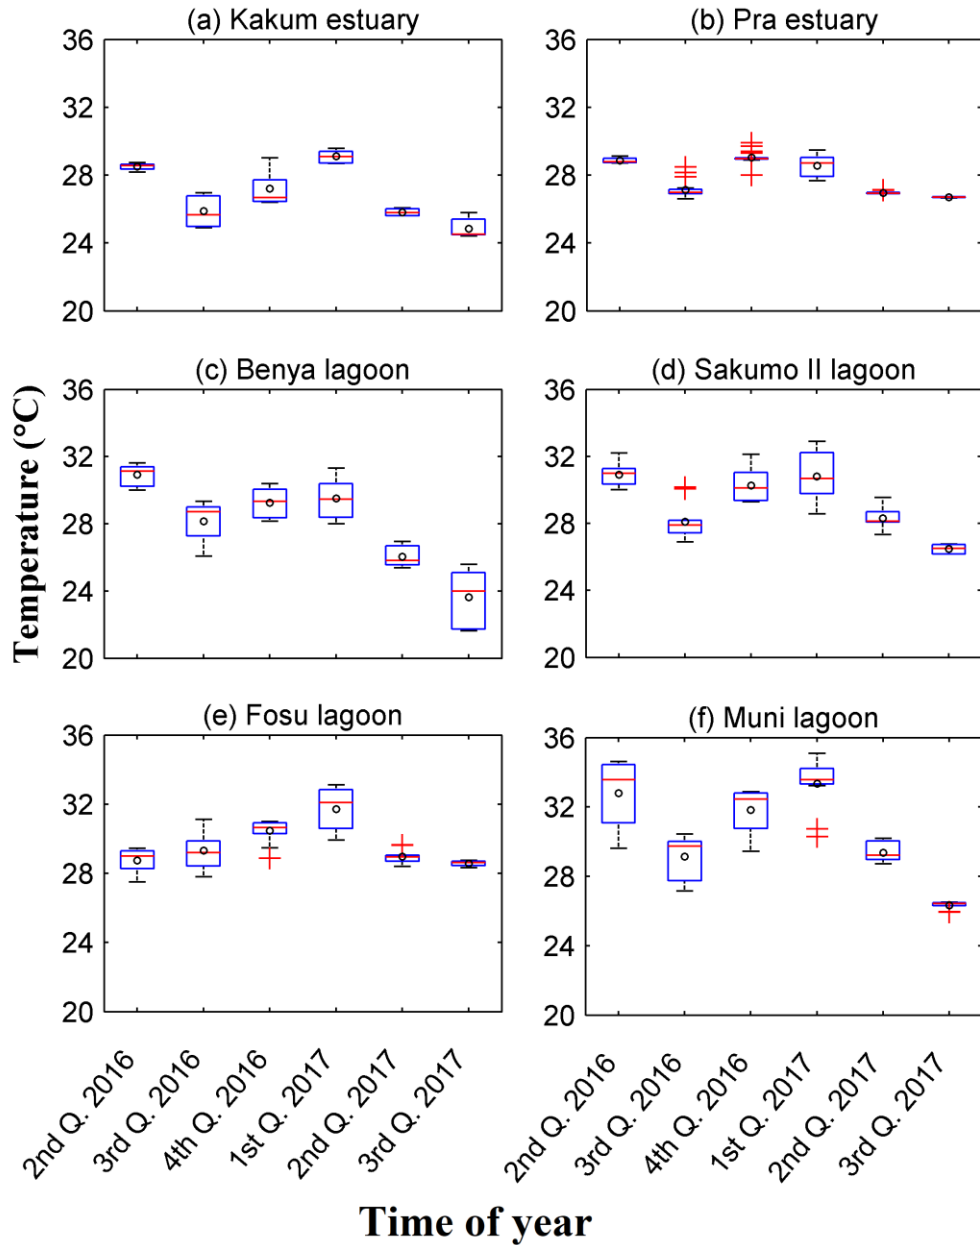 (a) Kakum estuary
(b) Pra estuary
36
32
28
24
20
36
32
28
24
20
(c) Benya lagoon
(d) Sakumo II lagoon
36
32
28
24
20
36
32
28
24
20
Temperature (°C)
(e) Fosu lagoon
(f) Muni lagoon
36
32
28
24
20
36
32
28
24
20
2nd Q. 2016
3rd Q. 2016
4th Q. 2016
1st Q. 2017
2nd Q. 2017
3rd Q. 2017
2nd Q. 2016
3rd Q. 2016
4th Q. 2016
1st Q. 2017
2nd Q. 2017
3rd Q. 2017
Time of year